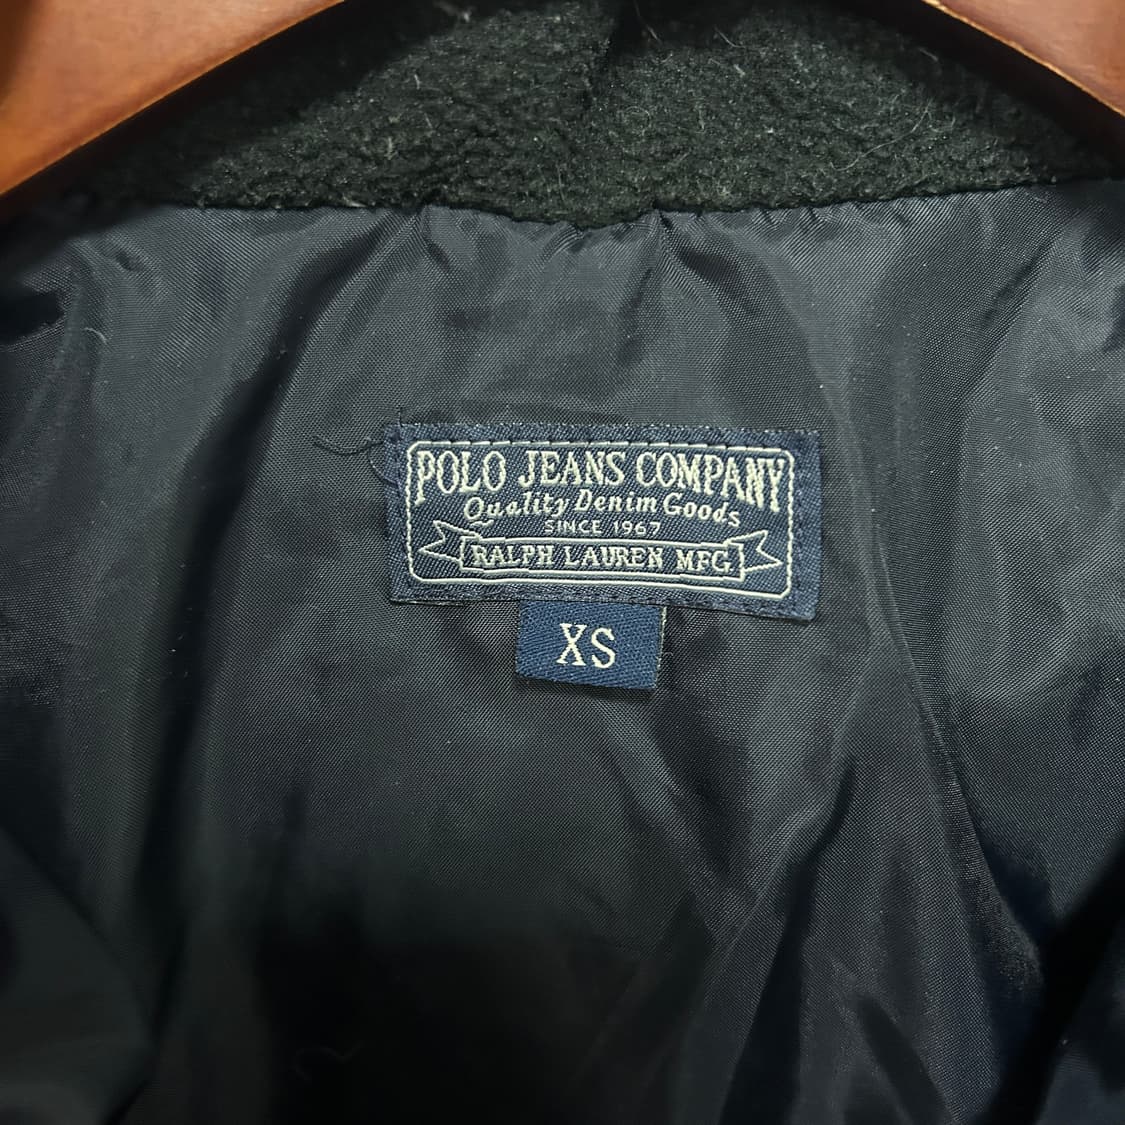 POLO JEANS COMPANY
Quality Denim Goods
SINCE 1967
RALPH LAUREN MFG.
XS